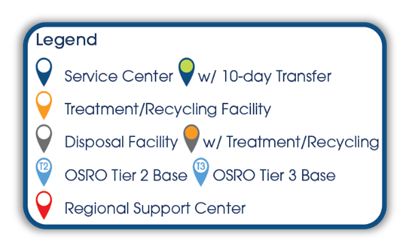 Legend
Service Center w/ 10-day Transfer
Treatment/Recycling Facility
Disposal Facility w/ Treatment/Recycling
T2 OSRO Tier 2 Base T3 OSRO Tier 3 Base
Regional Support Center